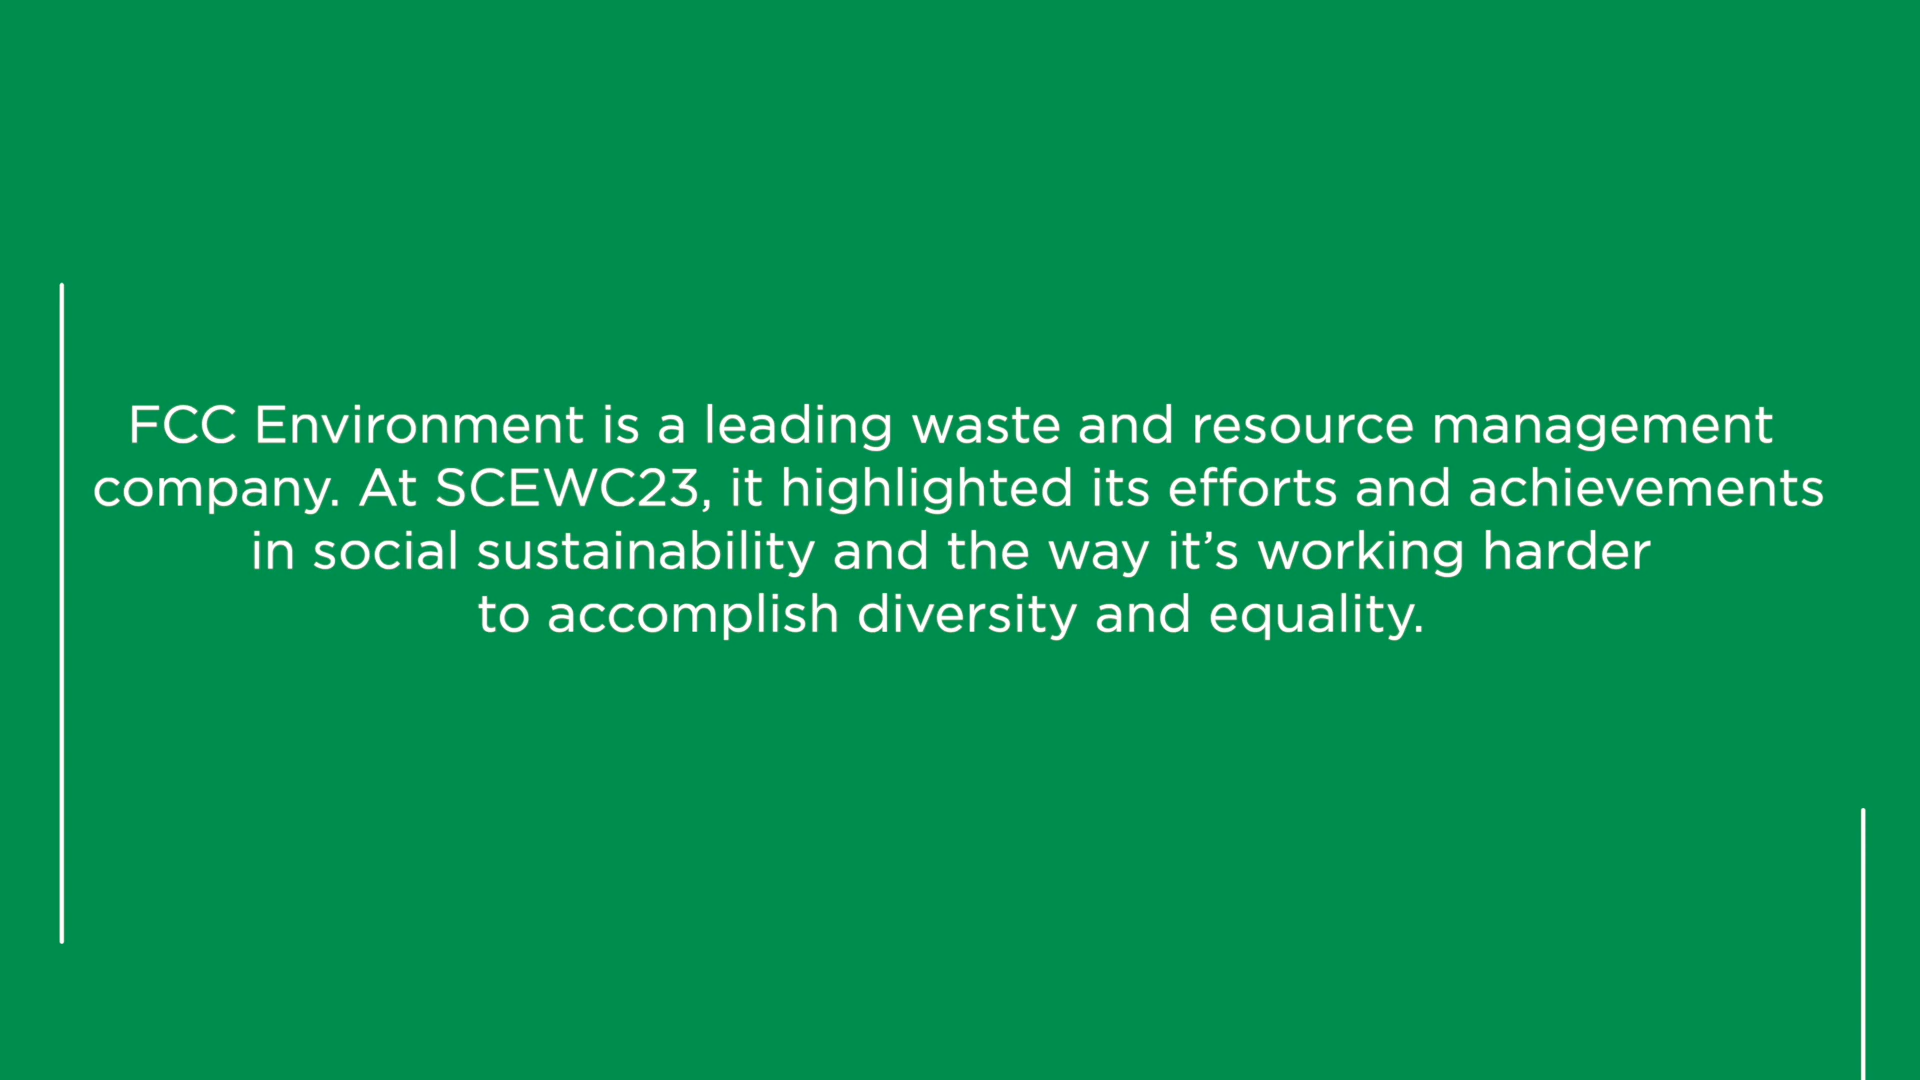 FCC Environment is a leading waste and resource management
company. At SCEWC23, it highlighted its efforts and achievements
in social sustainability and the way it’s working harder
to accomplish diversity and equality.